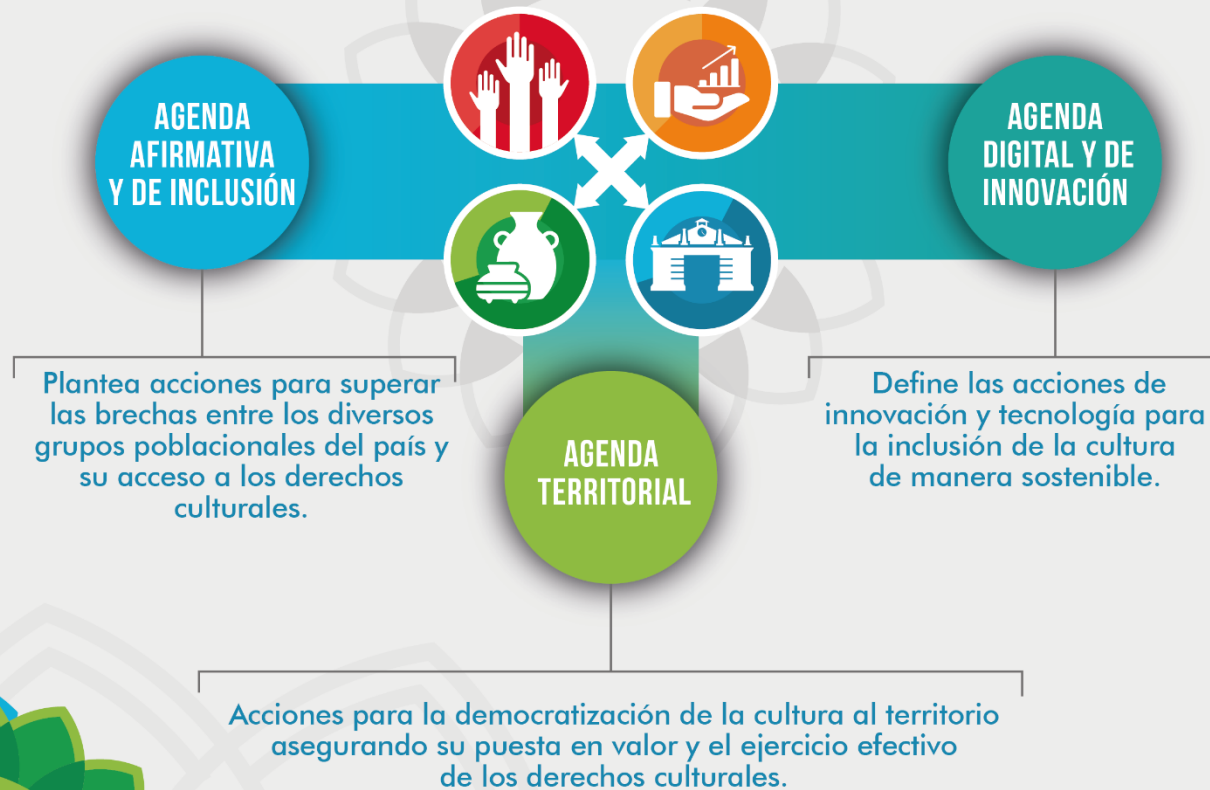 AGENDA
AFIRMATIVA
Y DE INCLUSIÓN
AGENDA
DIGITAL Y DE
INNOVACIÓN
Plantea acciones para superar
las brechas entre los diversos
grupos poblacionales del país y
su acceso a los derechos
culturales.
AGENDA
TERRITORIAL
Define las acciones de
innovación y tecnología para
la inclusión de la cultura
de manera sostenible.
Acciones para la democratización de la cultura al territorio
asegurando su puesta en valor y el ejercicio efectivo
de los derechos culturales.